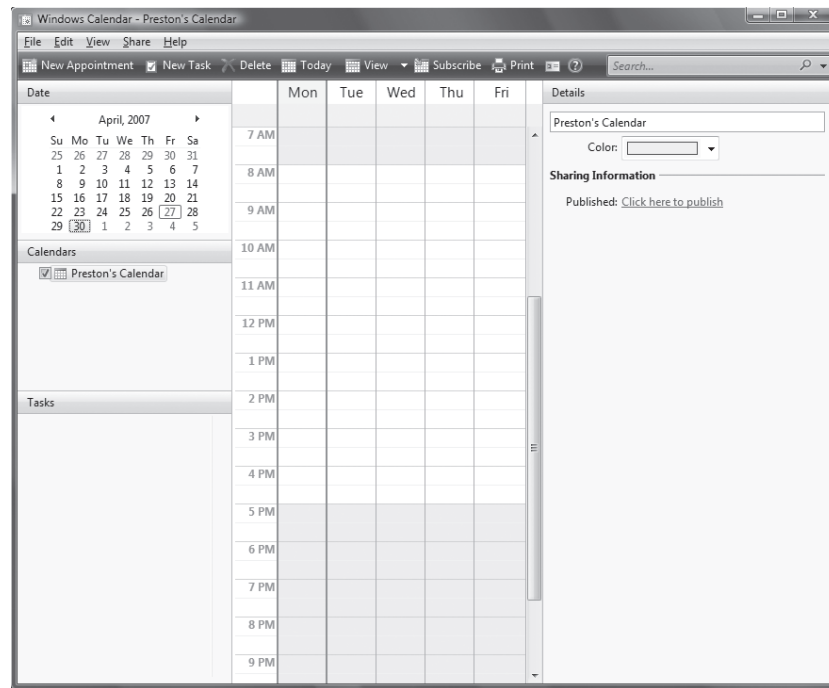 Windows Calendar - Preston's Calendar
File Edit View Share Help
New Appointment New Task Delete Today View Subscribe Print Search...
Date
April, 2007
Su Mo Tu We Th Fr Sa
25 26 27 28 29 30 31
1 2 3 4 5 6 7
8 9 10 11 12 13 14
15 16 17 18 19 20 21
22 23 24 25 26 27 28
29 30 1 2 3 4 5
Calendars
Preston's Calendar
Tasks
Mon Tue Wed Thu Fri
7 AM
8 AM
9 AM
10 AM
11 AM
12 PM
1 PM
2 PM
3 PM
4 PM
5 PM
6 PM
7 PM
8 PM
9 PM
Details
Preston's Calendar
Color:
Sharing Information
Published: Click here to publish